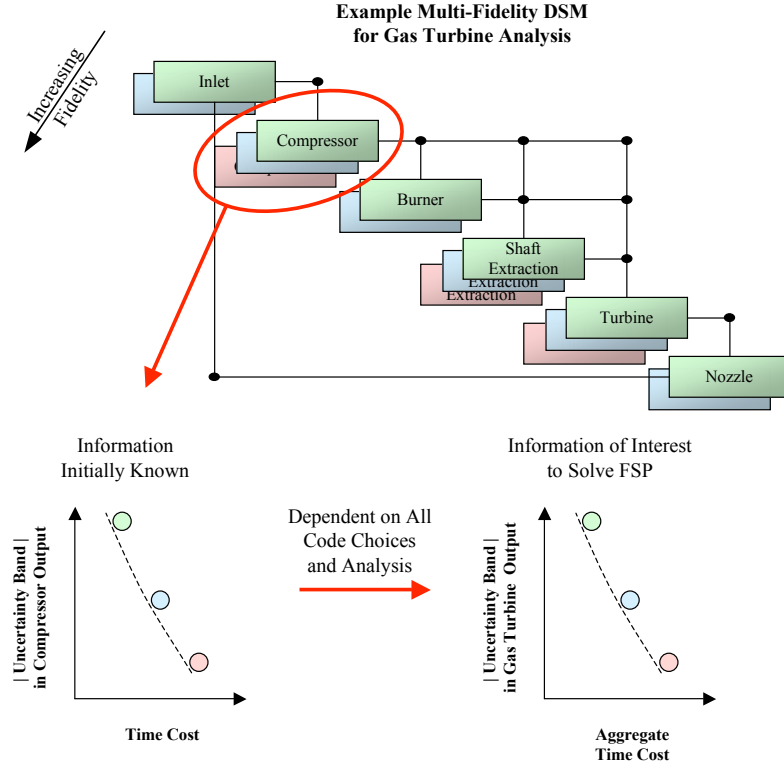 Example Multi-Fidelity DSM
for Gas Turbine Analysis
Increasing
Fidelity
Inlet
Compressor
Burner
Shaft
Extraction
Extraction
Extraction
Turbine
Nozzle
Information
Initially Known
Information of Interest
to Solve FSP
Dependent on All
Code Choices
and Analysis
| Uncertainty Band |
in Compressor Output
Time Cost
| Uncertainty Band |
in Gas Turbine Output
Aggregate
Time Cost